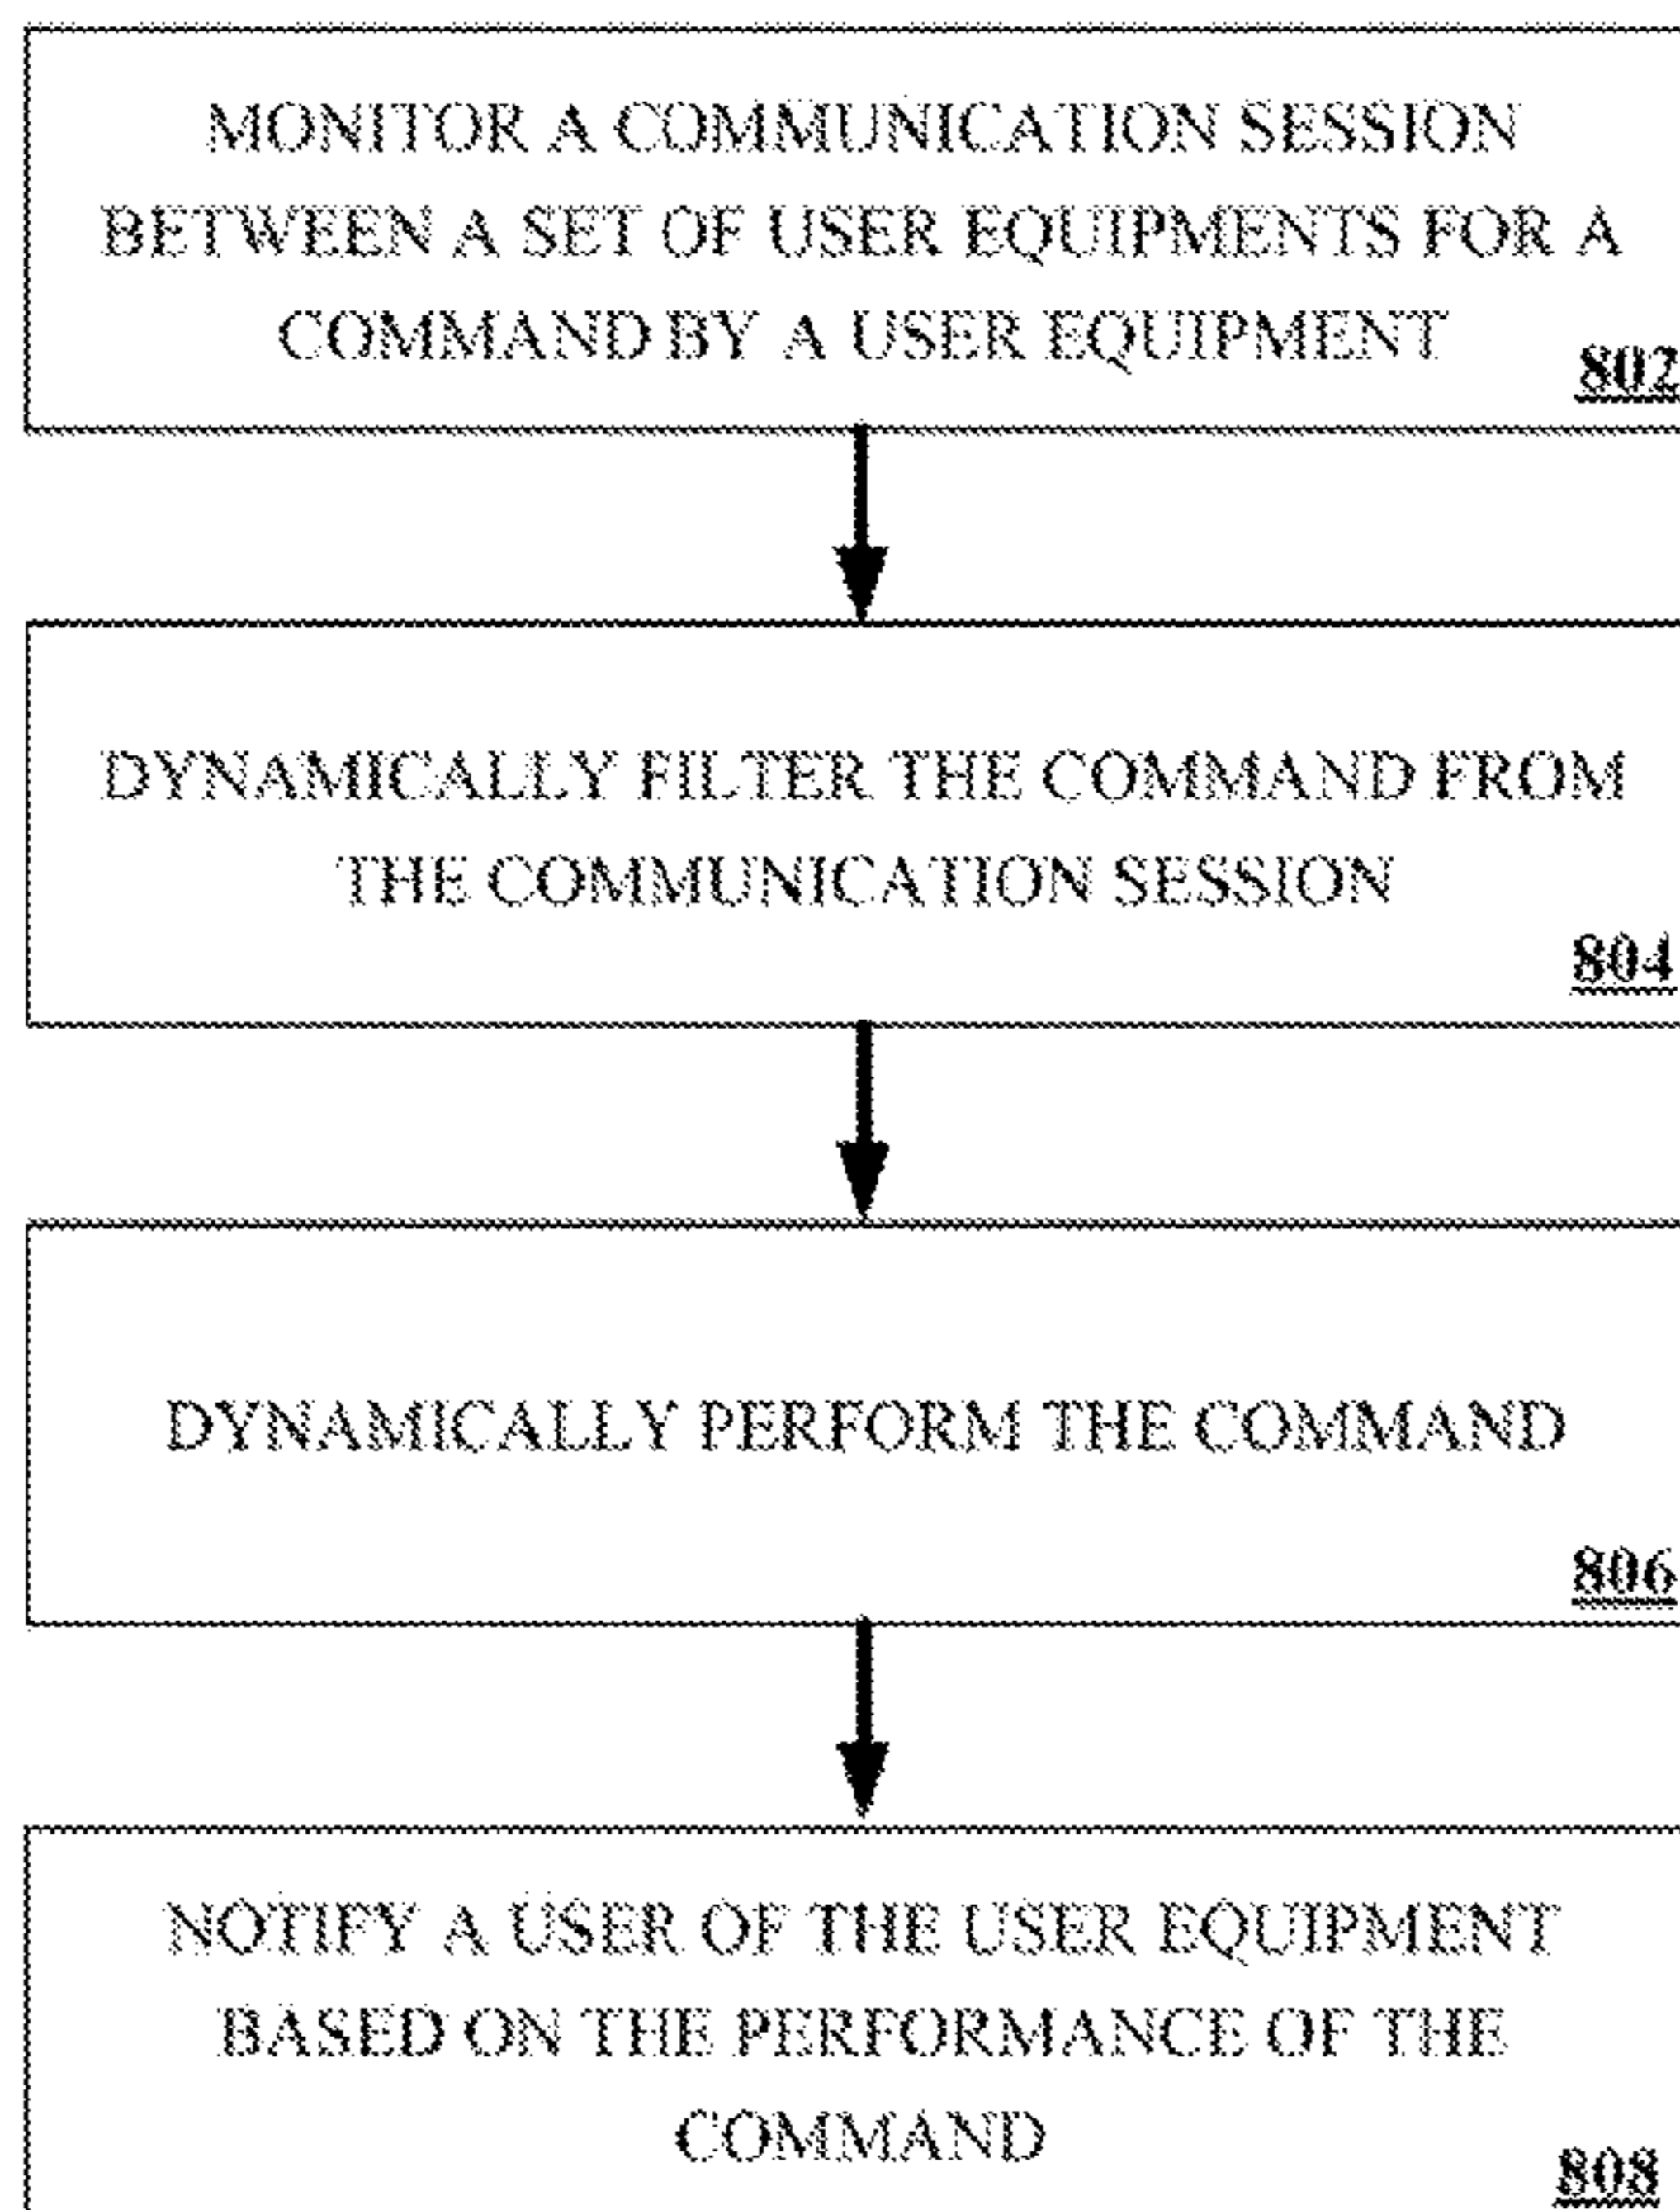 MONITOR A COMMUNICATION SESSION
BETWEEN A SET OF USER EQUIPMENTS FOR A
COMMAND BY A USER EQUIPMENT
802
DYNAMICALLY FILTER THE COMMAND FROM
THE COMMUNICATION SESSION
804
DYNAMICALLY PERFORM THE COMMAND
806
NOTIFY A USER OF THE USER EQUIPMENT
BASED ON THE PERFORMANCE OF THE
COMMAND
808